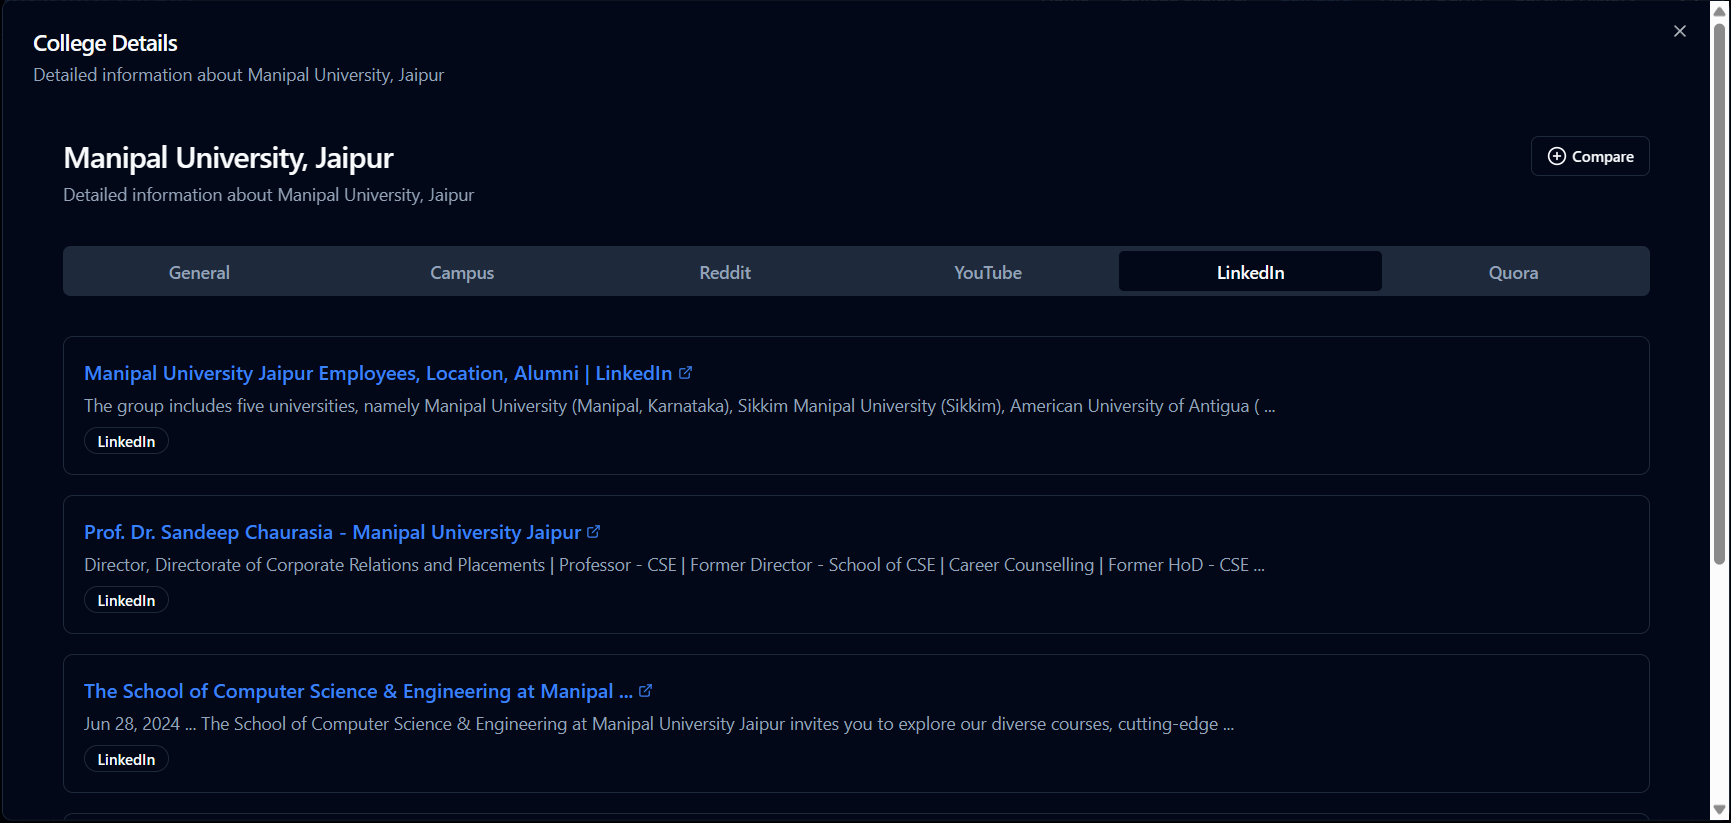 College Details
Detailed information about Manipal University, Jaipur
Manipal University, Jaipur
Compare
Detailed information about Manipal University, Jaipur
General
Campus
Reddit
YouTube
LinkedIn
Quora
Manipal University Jaipur Employees, Location, Alumni | LinkedIn
The group includes five universities, namely Manipal University (Manipal, Karnataka), Sikkim Manipal University (Sikkim), American University of Antigua ( ...
LinkedIn
Prof. Dr. Sandeep Chaurasia - Manipal University Jaipur
Director, Directorate of Corporate Relations and Placements | Professor - CSE | Former Director - School of CSE | Career Counselling | Former HoD - CSE ...
LinkedIn
The School of Computer Science & Engineering at Manipal ...
Jun 28, 2024 ... The School of Computer Science & Engineering at Manipal University Jaipur invites you to explore our diverse courses, cutting-edge ...
LinkedIn